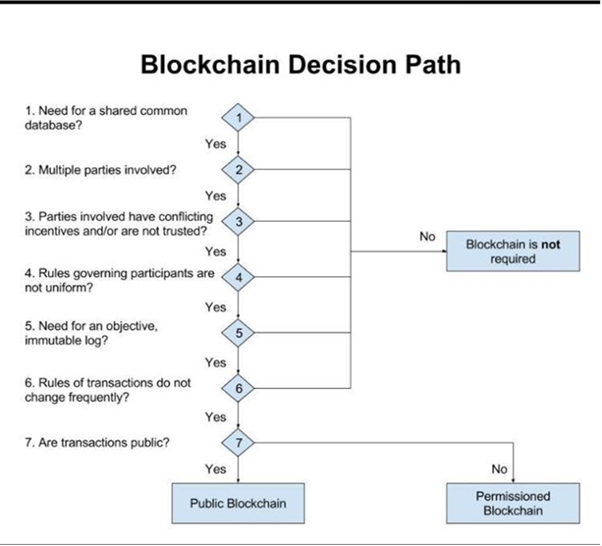 Blockchain Decision Path
1. Need for a shared common
database?
1
Yes
2. Multiple parties involved?
2
Yes
3. Parties involved have conflicting
incentives and/or are not trusted?
3
No
Blockchain is not
required
Yes
4. Rules governing participants are
not uniform?
4
Yes
5. Need for an objective,
immutable log?
5
Yes
6. Rules of transactions do not
change frequently?
6
Yes
7. Are transactions public?
7
Yes
No
Public Blockchain
Permissioned
Blockchain